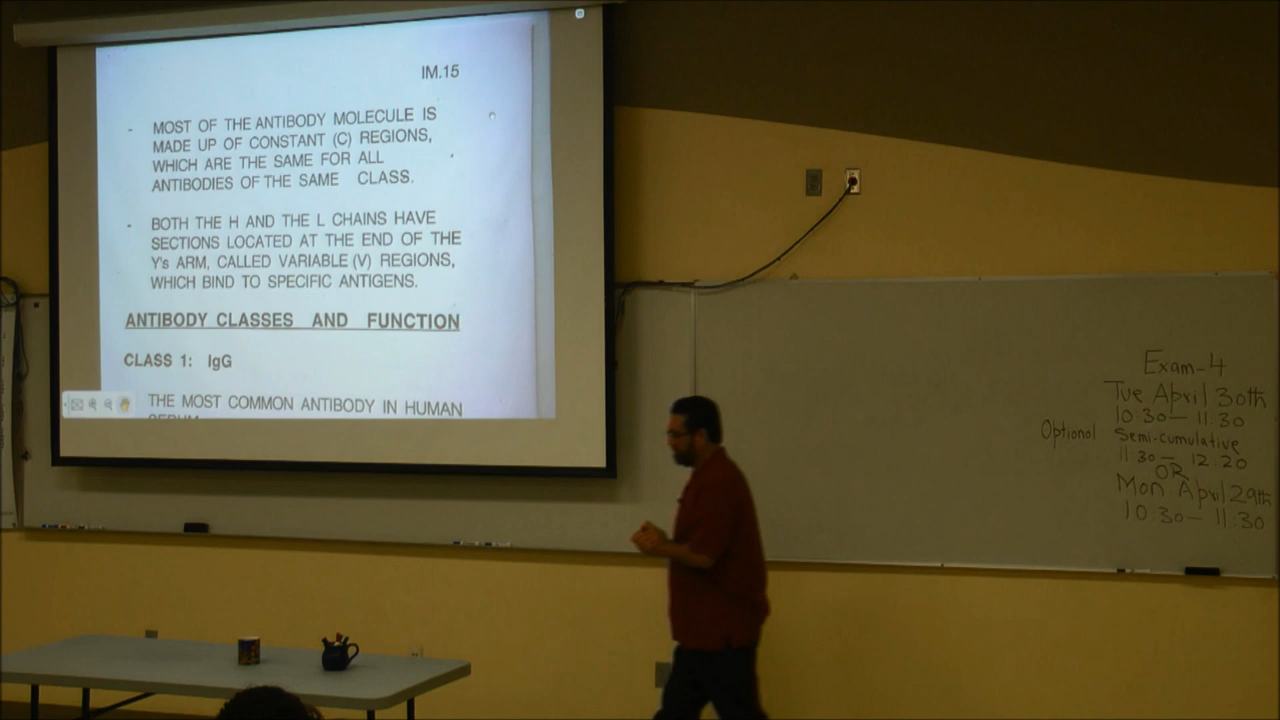 IM.15
- MOST OF THE ANTIBODY MOLECULE IS
MADE UP OF CONSTANT (C) REGIONS,
WHICH ARE THE SAME FOR ALL
ANTIBODIES OF THE SAME CLASS.
- BOTH THE H AND THE L CHAINS HAVE
SECTIONS LOCATED AT THE END OF THE
Y's ARM, CALLED VARIABLE (V) REGIONS,
WHICH BIND TO SPECIFIC ANTIGENS.
ANTIBODY CLASSES AND FUNCTION
CLASS 1: IgG
THE MOST COMMON ANTIBODY IN HUMAN
Exam-4
Tue April 30th
10:30 - 11:30
Optional Semi-cumulative
11:30 - 12:20
OR
Mon April 29th
10:30 - 11:30